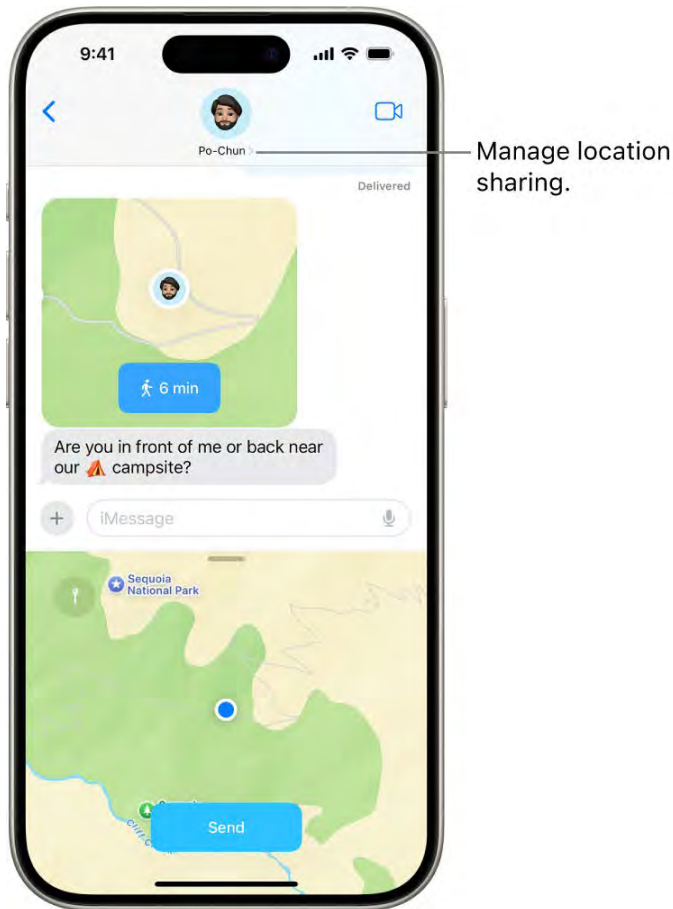 9:41
Po-Chun
Manage location
sharing.
Delivered
6 min
Are you in front of me or back near
our campsite?
iMessage
Sequoia
National Park
Send